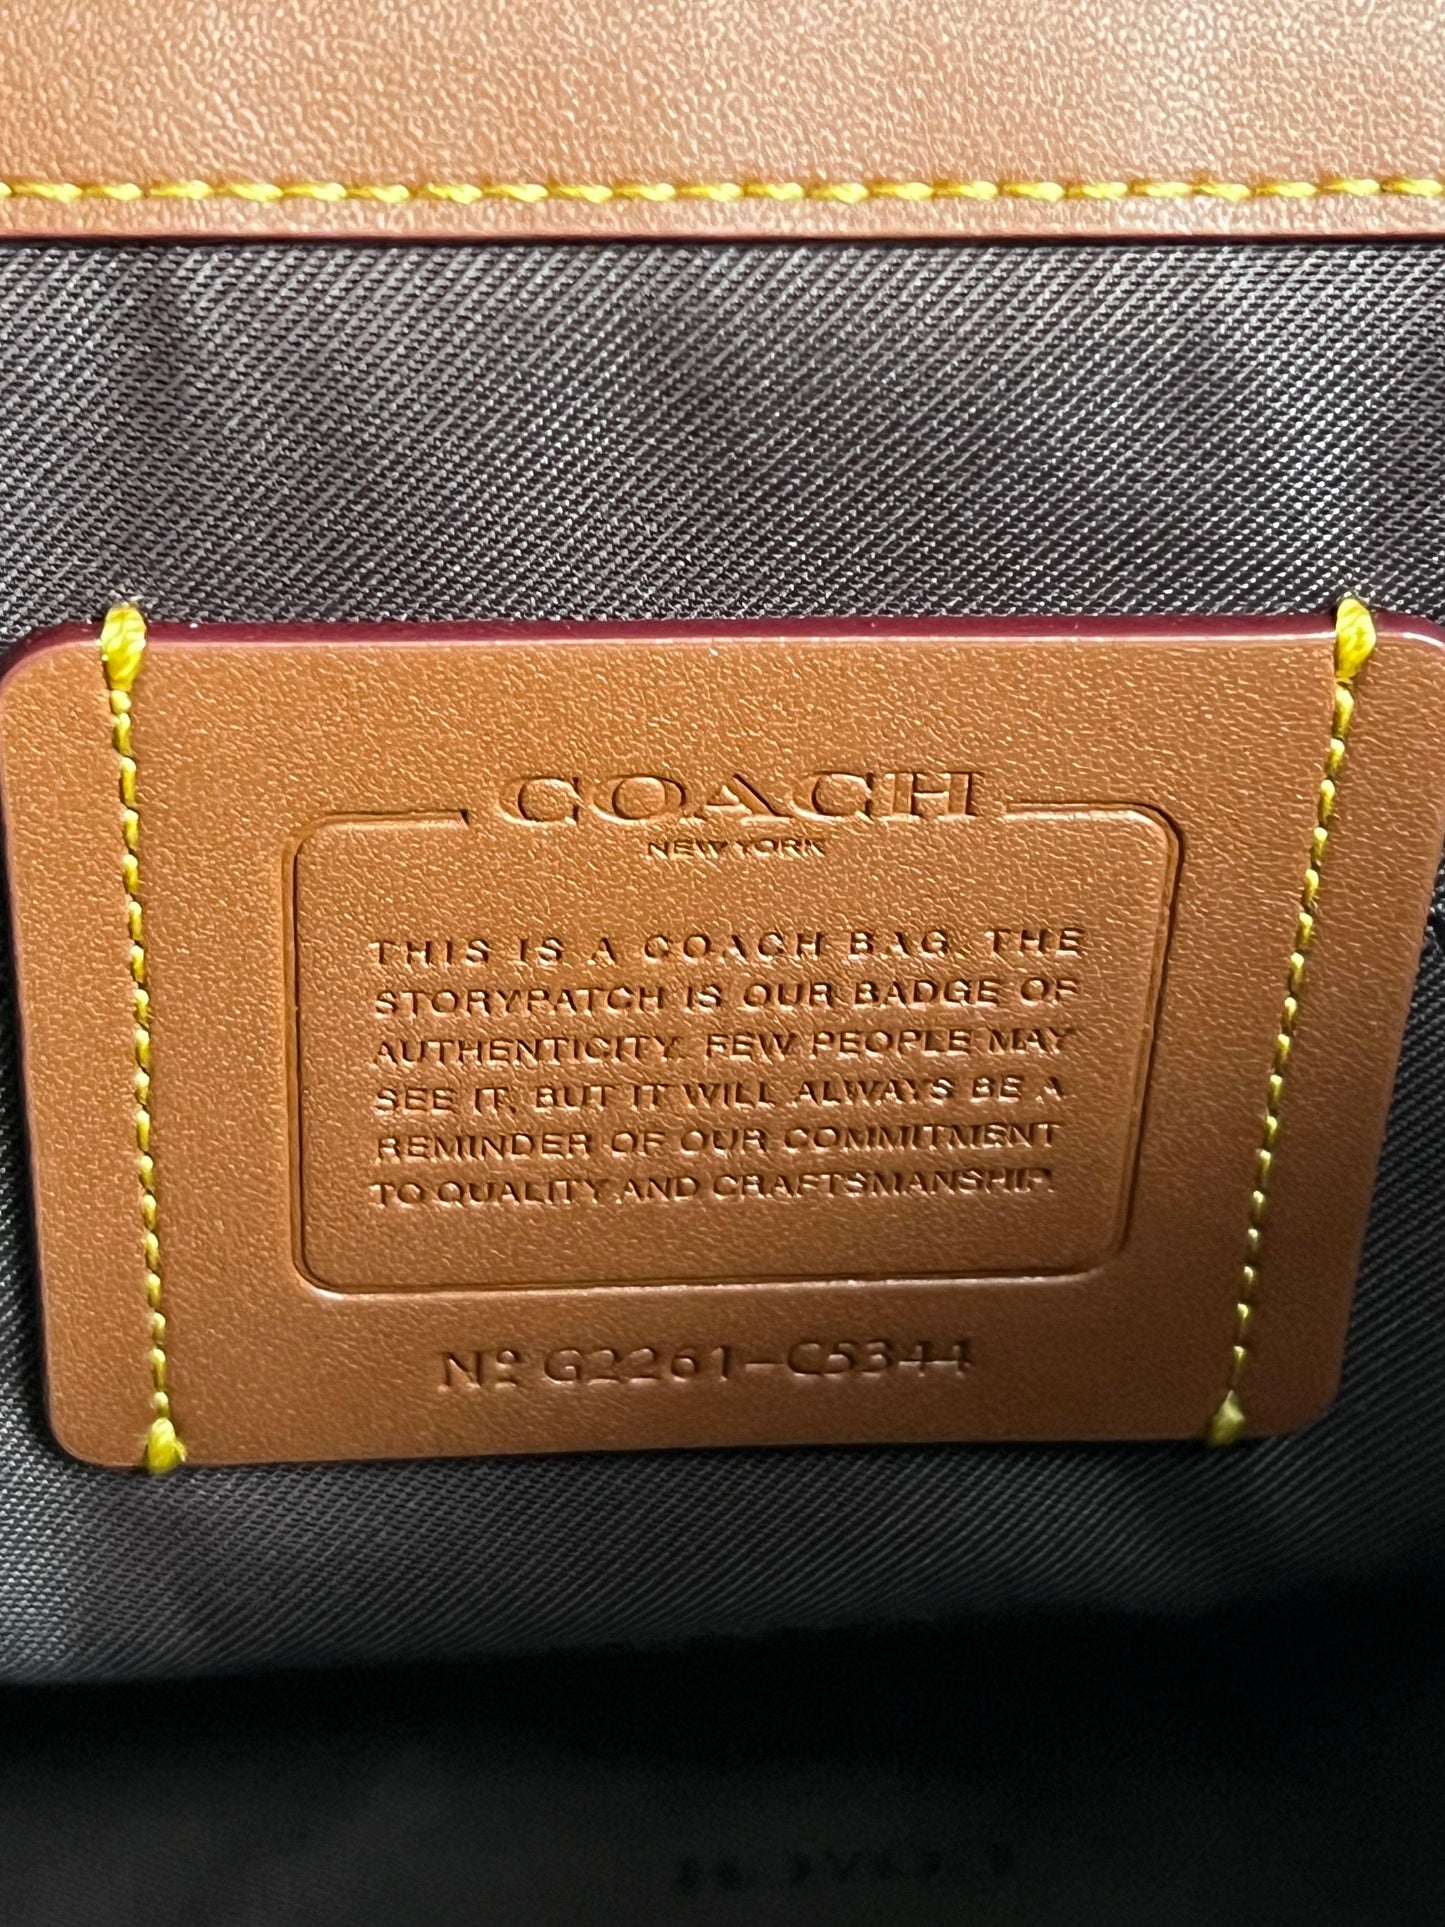 COACH
NEW YORK
THIS IS A COACH BAG. THE
STORYPATCH IS OUR BADGE OF
AUTHENTICITY. FEW PEOPLE MAY
SEE IT, BUT IT WILL ALWAYS BE A
REMINDER OF OUR COMMITMENT
TO QUALITY AND CRAFTSMANSHIP.
Nº G2261-C5344